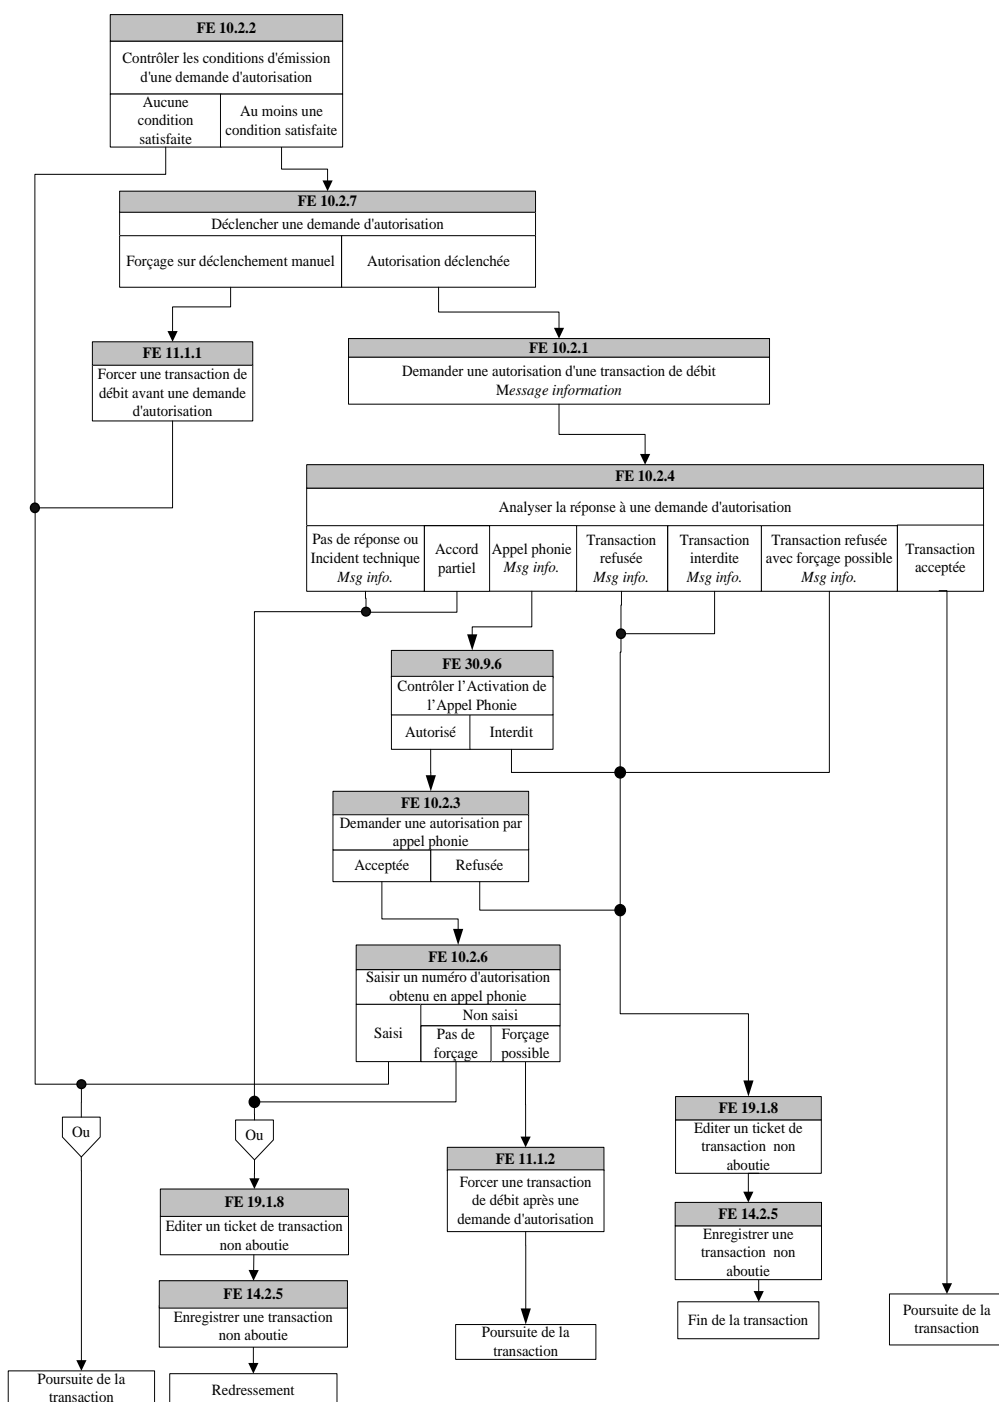 FE 10.2.2
Contrôler les conditions d'émission
d'une demande d'autorisation
Aucune
condition
satisfaite
Au moins une
condition satisfaite
FE 10.2.7
Déclencher une demande d'autorisation
Forçage sur déclenchement manuel
Autorisation déclenchée
FE 11.1.1
Forcer une transaction de
débit avant une demande
d'autorisation
FE 10.2.1
Demander une autorisation d'une transaction de débit
Message information
FE 10.2.4
Analyser la réponse à une demande d'autorisation
Pas de réponse ou
Incident technique
Msg info.
Accord
partiel
Appel phonie
Msg info.
Transaction
refusée
Msg info.
Transaction
interdite
Msg info.
Transaction refusée
avec forçage possible
Msg info.
Transaction
acceptée
FE 30.9.6
Contrôler l’Activation de
l’Appel Phonie
Autorisé
Interdit
FE 10.2.3
Demander une autorisation par
appel phonie
Acceptée
Refusée
FE 10.2.6
Saisir un numéro d'autorisation
obtenu en appel phonie
Saisi
Non saisi
Pas de
forçage
Forçage
possible
Ou
Ou
FE 19.1.8
Editer un ticket de
transaction  non
aboutie
FE 11.1.2
Forcer une transaction
de débit après une
demande d'autorisation
FE 19.1.8
Editer un ticket de transaction
non aboutie
FE 14.2.5
Enregistrer une
transaction  non
aboutie
FE 14.2.5
Enregistrer une transaction
non aboutie
Fin de la transaction
Poursuite de la
transaction
Poursuite de la
transaction
Poursuite de la
transaction
Redressement